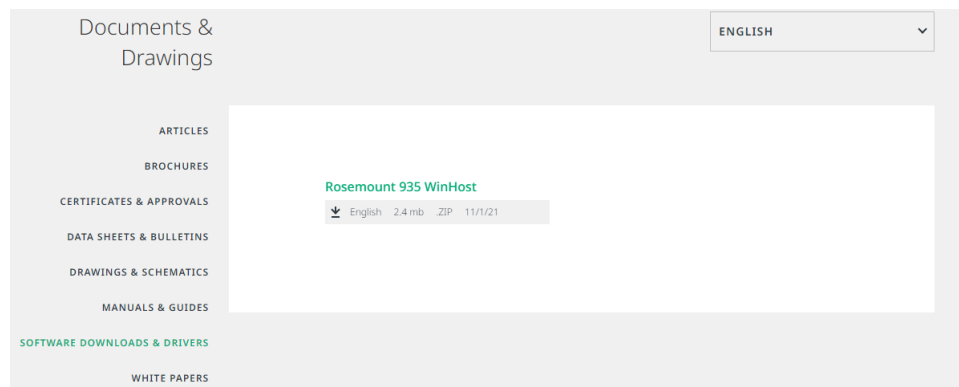 Documents &
Drawings
ENGLISH
ARTICLES
BROCHURES
CERTIFICATES & APPROVALS
DATA SHEETS & BULLETINS
DRAWINGS & SCHEMATICS
MANUALS & GUIDES
SOFTWARE DOWNLOADS & DRIVERS
WHITE PAPERS
Rosemount 935 WinHost
English 2.4 mb .ZIP 11/1/21